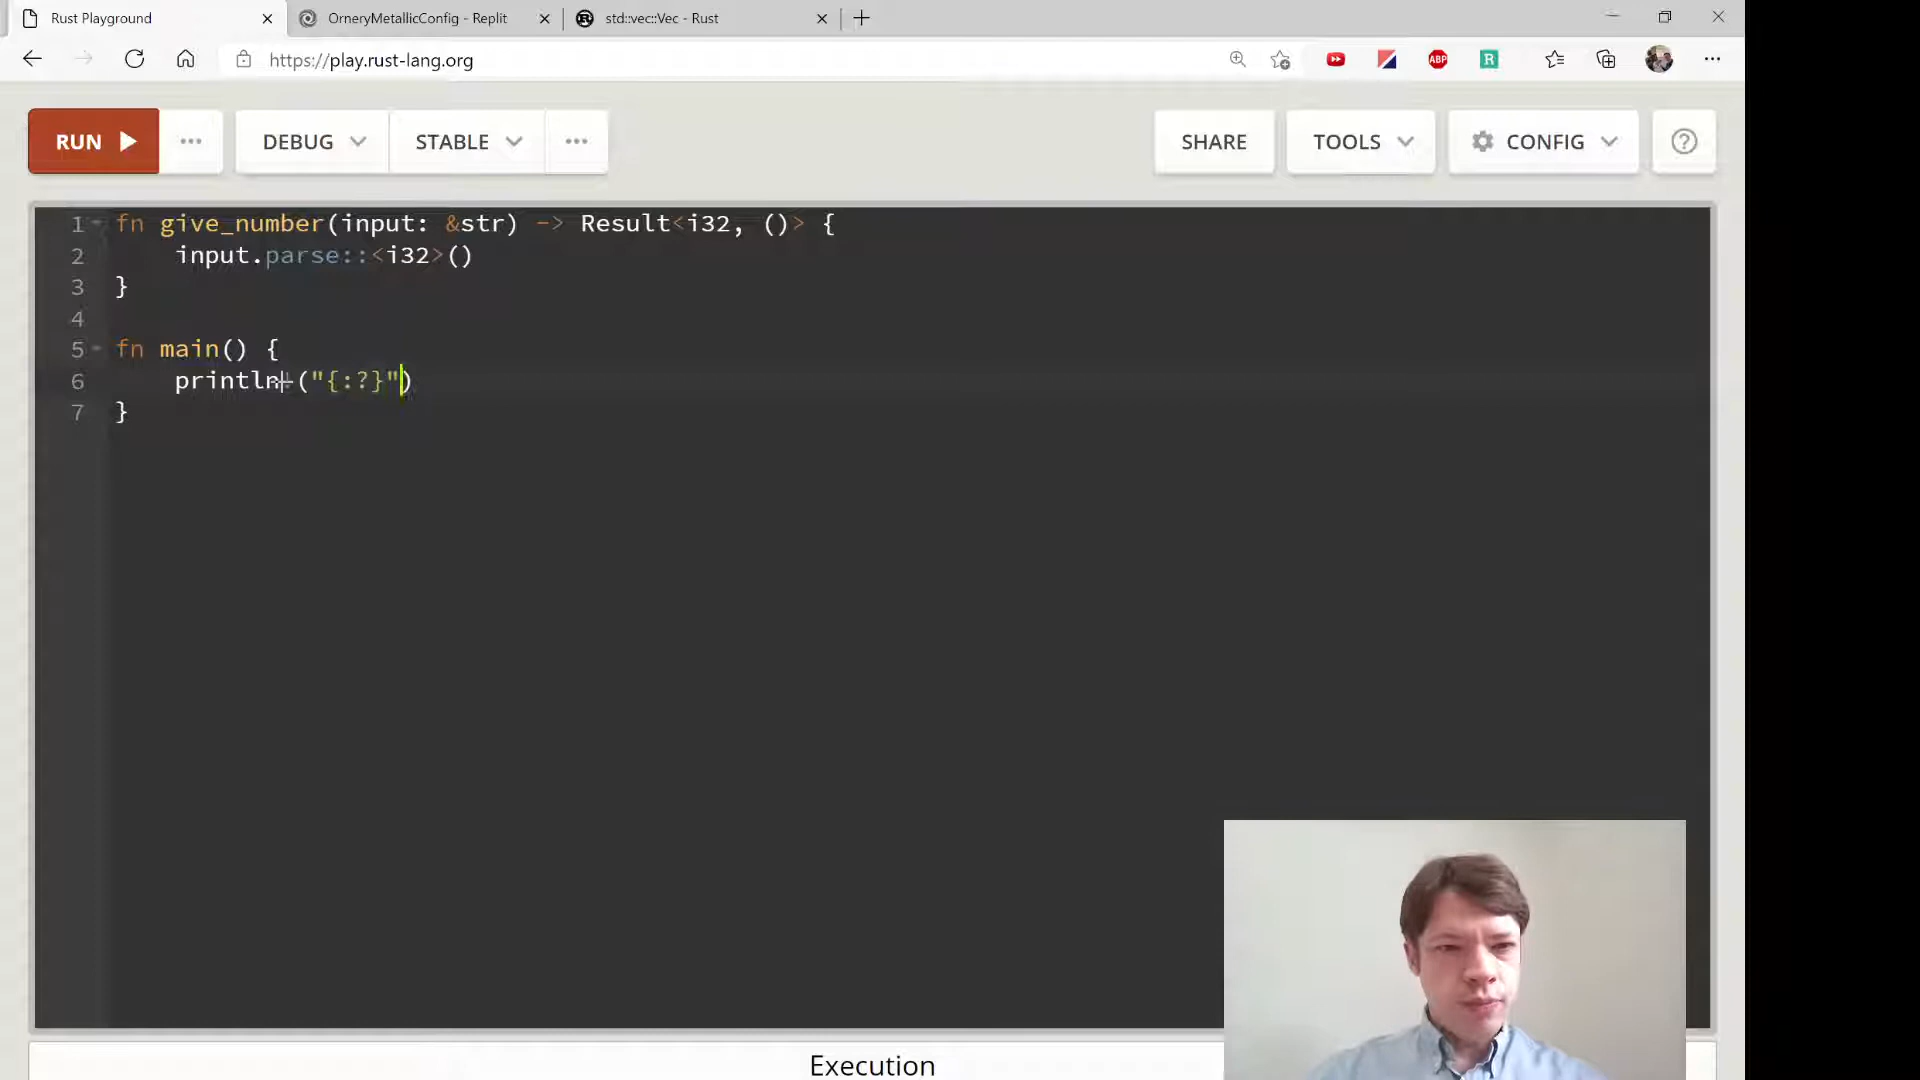 Rust Playground
OrneryMetallicConfig - Replit
std::vec::Vec - Rust
https://play.rust-lang.org
ABP
R
RUN
DEBUG
STABLE
SHARE
TOOLS
CONFIG
1 fn give_number(input: &str) -> Result<i32, ()> {
2 input.parse::<i32>()
3 }
4
5 fn main() {
6 println!("{:?}")
7 }
Execution